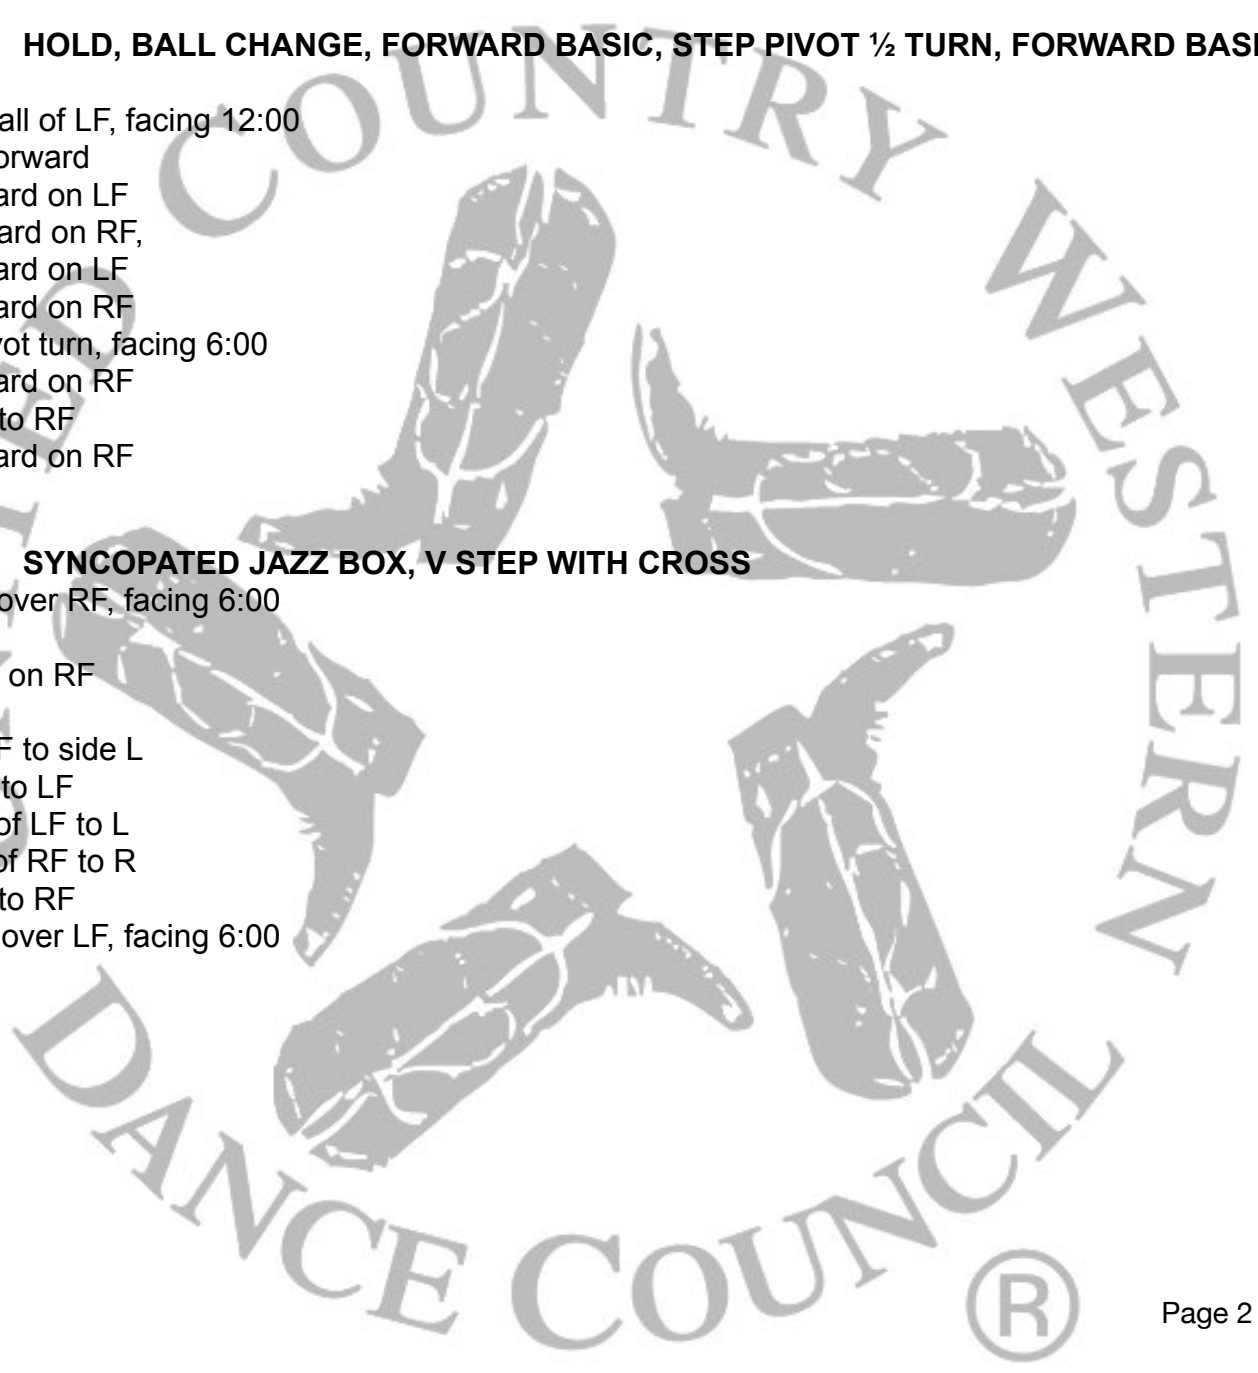 HOLD, BALL CHANGE, FORWARD BASIC, STEP PIVOT ½ TURN, FORWARD BASI
all of LF, facing 12:00
orward
ard on LF
ard on RF,
ard on LF
ard on RF
vot turn, facing 6:00
ard on RF
to RF
ard on RF
SYNCOPATED JAZZ BOX, V STEP WITH CROSS
over RF, facing 6:00
on RF
F to side L
to LF
of LF to L
of RF to R
to RF
over LF, facing 6:00
TED COUNTRY WESTERN
DANCE COUNCIL ®
Page 2